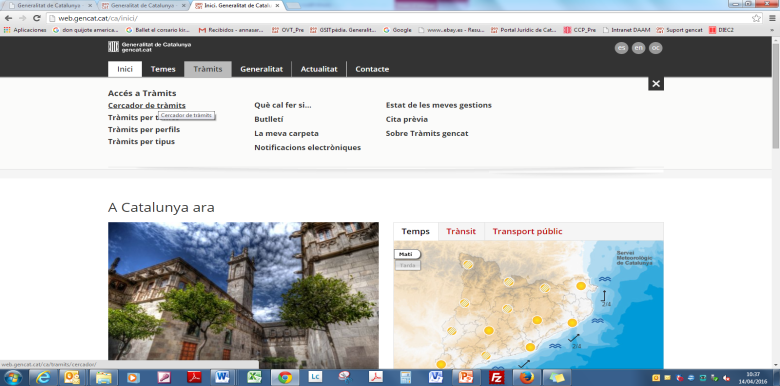 Generalitat de Catalunya
Generalitat de Catalunya
Inici. Generalitat de Catalu
web.gencat.cat/ca/inici/
Aplicaciones
don quijote america...
Ballet el corsario kir...
Recibidos - annaser...
OVT_Pre
GSITpèdia. Generalit...
Google
www.ebay.es - Resu...
Portal Jurídic de Cat...
CCP_Pre
Intranet DAAM
Suport gencat
DIEC2
Generalitat de Catalunya
gencat.cat
es en oc
Inici Temes Tràmits Generalitat Actualitat Contacte
Accés a Tràmits
Cercador de tràmits
Cercador de tràmits
Tràmits per t
Tràmits per perfils
Tràmits per tipus
Què cal fer si...
Butlletí
La meva carpeta
Notificacions electròniques
Estat de les meves gestions
Cita prèvia
Sobre Tràmits gencat
A Catalunya ara
Temps Trànsit Transport públic
Matí
Tarda
Servei
Meteorològic
de Catalunya
2/4
web.gencat.cat/ca/tramits/cercador/
10:37
14/04/2016